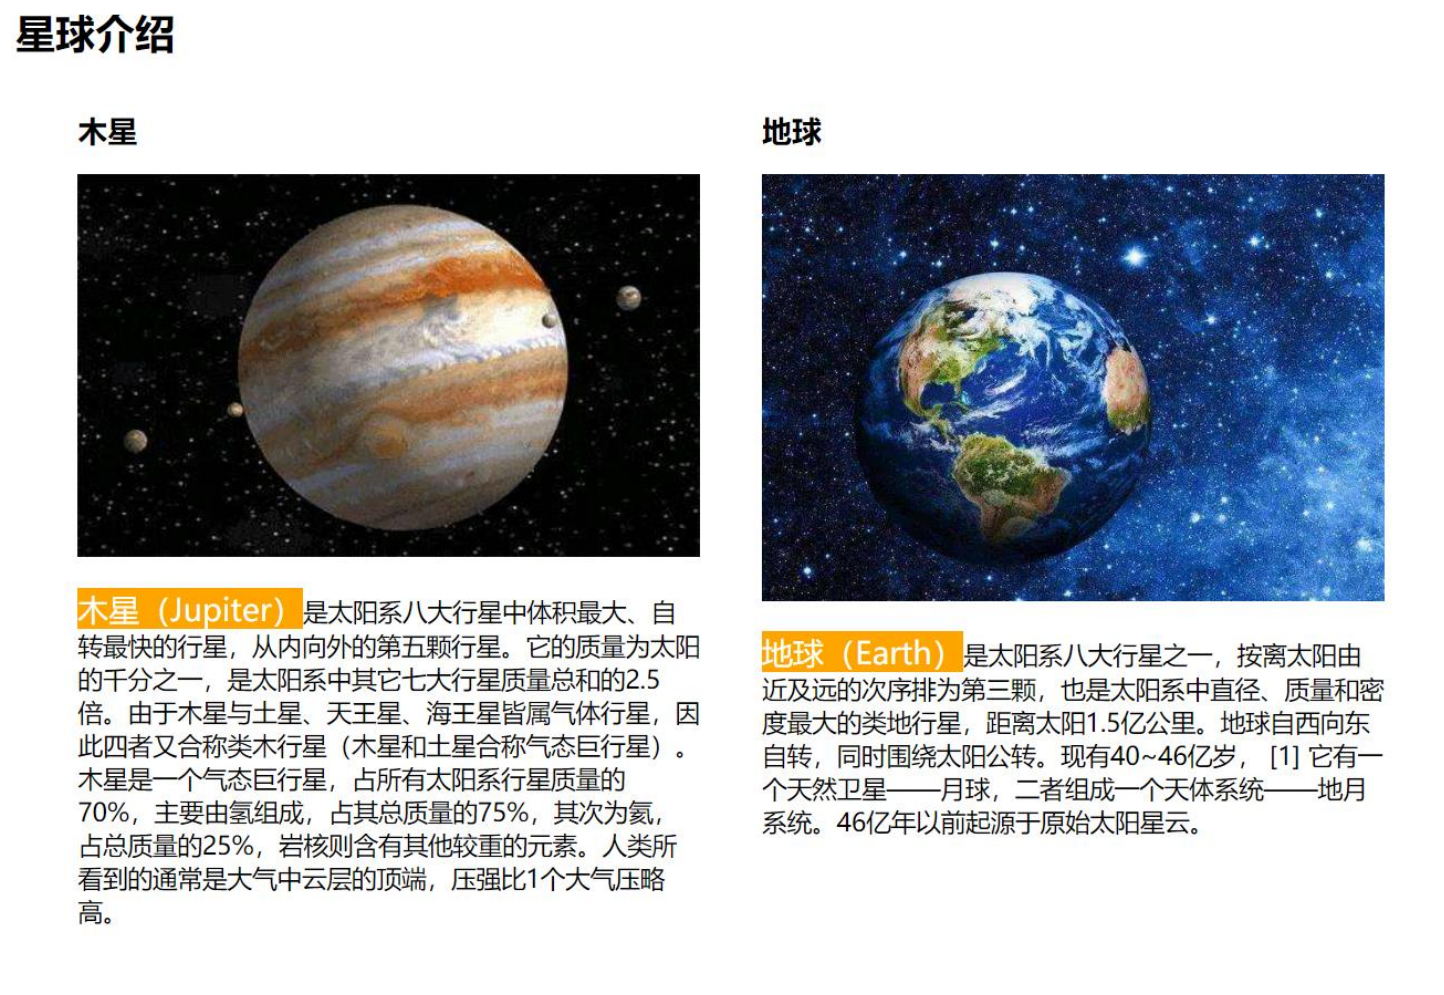 星球介绍
木星
木星（Jupiter）是太阳系八大行星中体积最大、自
转最快的行星，从内向外的第五颗行星。它的质量为太阳
的千分之一，是太阳系中其它七大行星质量总和的2.5
倍。由于木星与土星、天王星、海王星皆属气体行星，因
此四者又合称类木行星（木星和土星合称气态巨行星）。
木星是一个气态巨行星，占所有太阳系行星质量的
70%，主要由氢组成，占其总质量的75%，其次为氦，
占总质量的25%，岩核则含有其他较重的元素。人类所
看到的通常是大气中云层的顶端，压强比1个大气压略
高。
地球
地球（Earth）是太阳系八大行星之一，按离太阳由
近及远的次序排为第三颗，也是太阳系中直径、质量和密
度最大的类地行星，距离太阳1.5亿公里。地球自西向东
自转，同时围绕太阳公转。现有40~46亿岁， [1] 它有一
个天然卫星——月球，二者组成一个天体系统——地月
系统。46亿年以前起源于原始太阳星云。